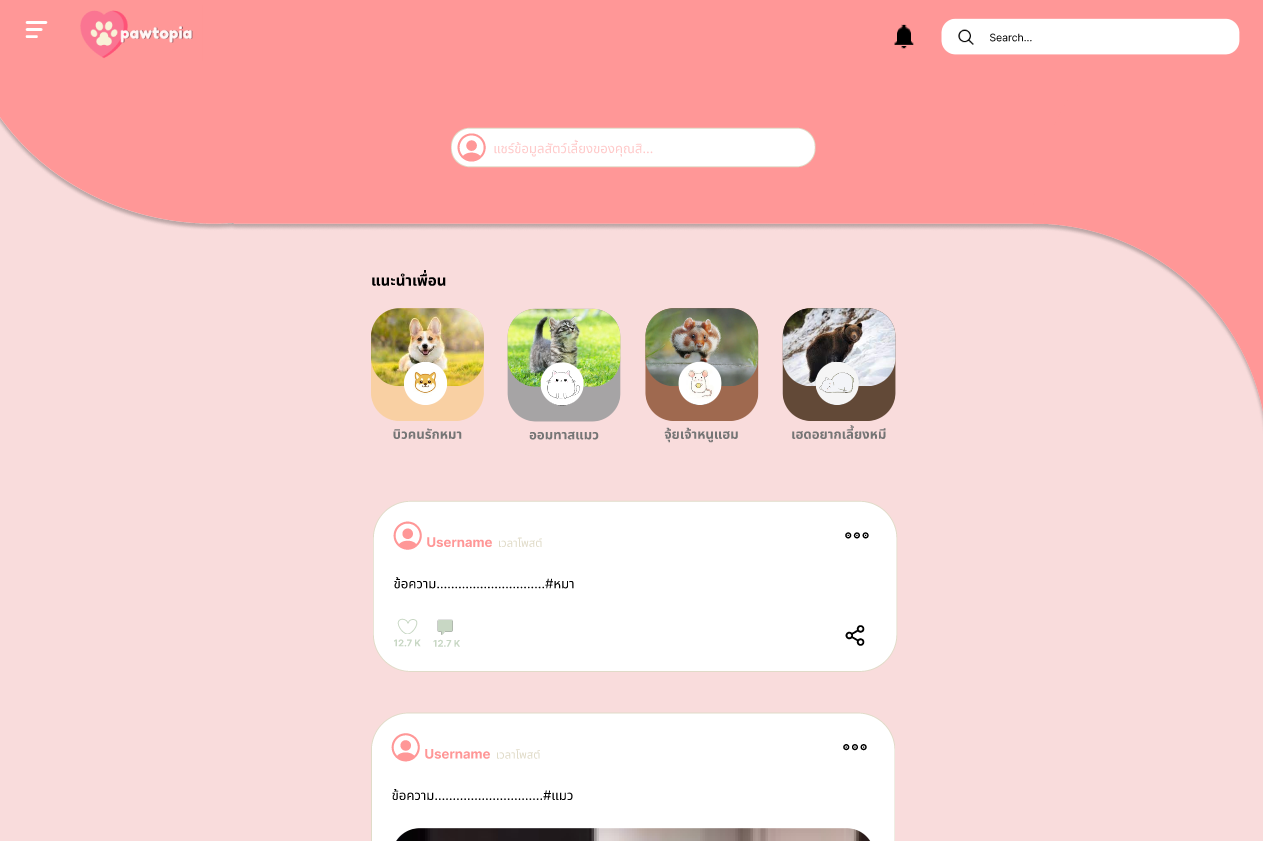 pawtopia
Search...
แชร์ข้อมูลสัตว์เลี้ยงของคุณสิ...
แนะนำเพื่อน
บิวคนรักหมา
ออมทาสแมว
จุ้ยเจ้าหนูแฮม
เฮดอยากเลี้ยงหมี
Username เวลาโพสต์
ข้อความ..............................#หมา
12.7 K 12.7 K
Username เวลาโพสต์
ข้อความ..............................#แมว